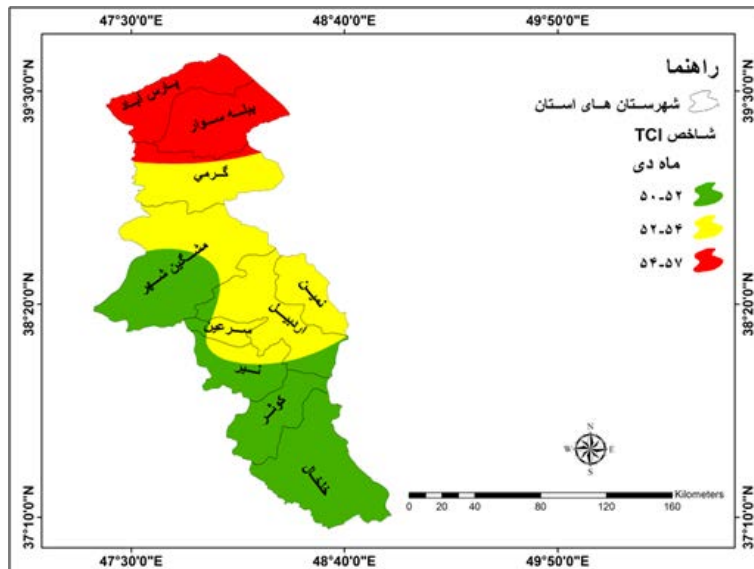 47°30'0"E
48°40'0"E
49°50'0"E
39°30'0"N
39°30'0"N
راهنما
شهرستان های استان
شاخص TCI
ماه دی
۵۰-۵۲
۵۲-۵۴
۵۴-۵۷
پارس آباد
بیله سوار
گرمی
مشگین شهر
نمین
اردبیل
سرعین
نیر
کوثر
خلخال
38°20'0"N
38°20'0"N
N
W
E
S
Kilometers
0 10 20 40 80 120 160
37°10'0"N
37°10'0"N
47°30'0"E
48°40'0"E
49°50'0"E